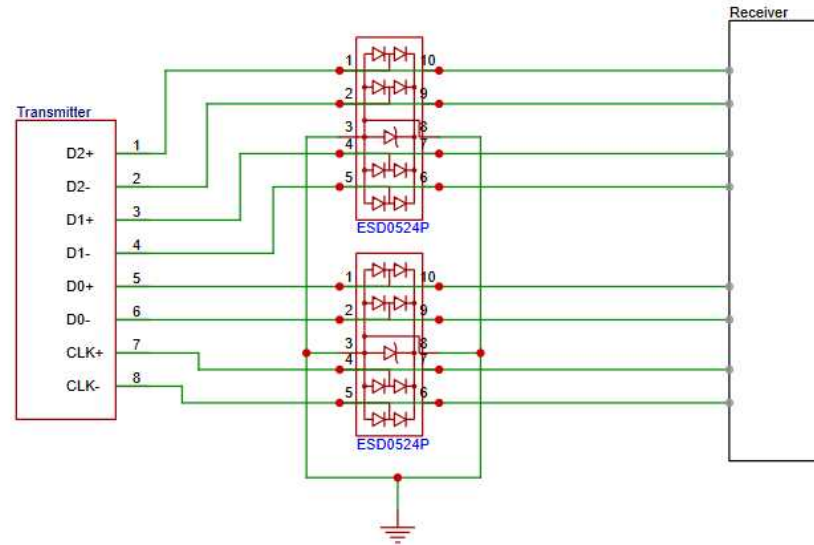 Receiver
1 10
2 9
Transmitter
3 8
D2+ 1
4 7
D2- 2
5 6
D1+ 3
ESD0524P
D1- 4
D0+ 5
1 10
D0- 6
2 9
CLK+ 7
3 8
4 7
CLK- 8
5 6
ESD0524P